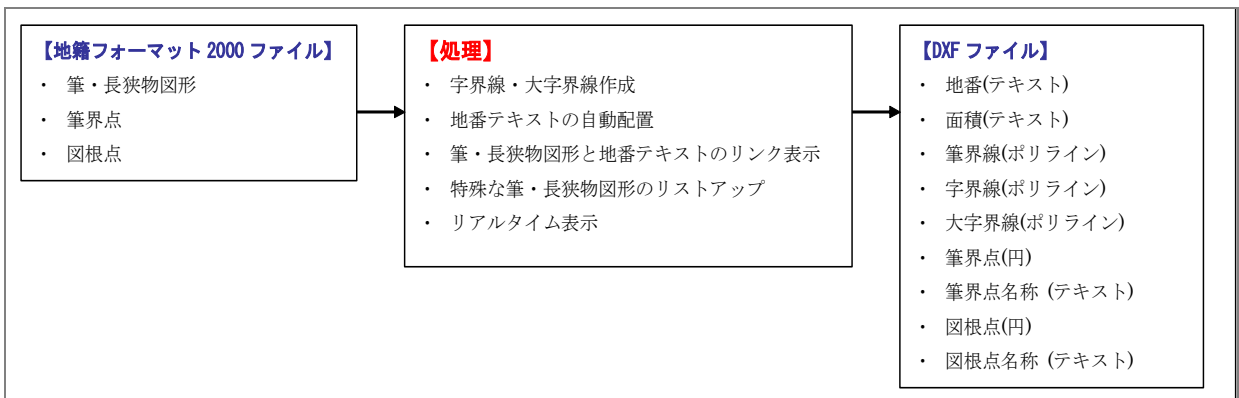 【地籍フォーマット 2000 ファイル】
・ 筆・長狭物図形
・ 筆界点
・ 図根点
【処理】
・ 字界線・大字界線作成
・ 地番テキストの自動配置
・ 筆・長狭物図形と地番テキストのリンク表示
・ 特殊な筆・長狭物図形のリストアップ
・ リアルタイム表示
【DXF ファイル】
・ 地番(テキスト)
・ 面積(テキスト)
・ 筆界線(ポリライン)
・ 字界線(ポリライン)
・ 大字界線(ポリライン)
・ 筆界点(円)
・ 筆界点名称 (テキスト)
・ 図根点(円)
・ 図根点名称 (テキスト)